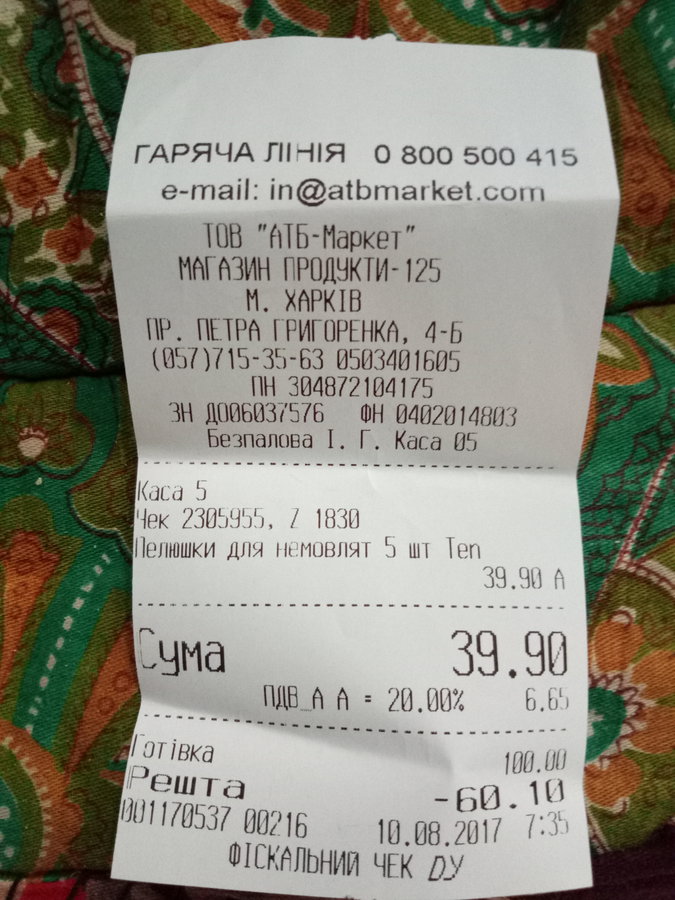 ГАРЯЧА ЛІНІЯ 0 800 500 415
e-mail: in@atbmarket.com
ТОВ "АТБ-Маркет"
МАГАЗИН ПРОДУКТИ-125
М. ХАРКІВ
ПР. ПЕТРА ГРИГОРЕНКА, 4-Б
(057)715-35-63 0503401605
ПН 304872104175
ЗН ДО06037576 ФН 0402014803
Безпалова І. Г. Каса 05
Каса 5
Чек 2305955, Z 1830
Пелюшки для немовлят 5 шт Теп
39.90 А
Сума 39.90
ПДВ_А А = 20.00% 6.65
Готівка 100.00
Решта -60.10
001170537 00216 10.08.2017 7:35
ФІСКАЛЬНИЙ ЧЕК DУ